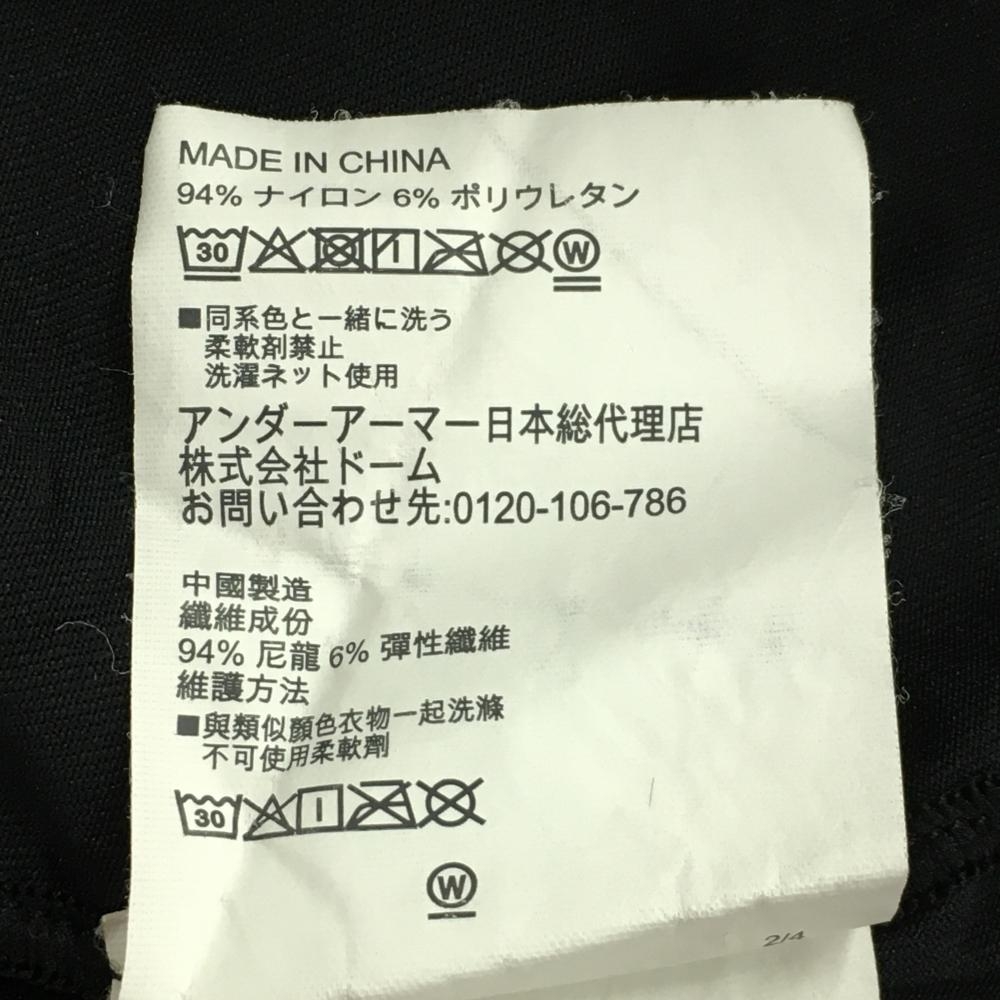 MADE IN CHINA
94% ナイロン 6% ポリウレタン
30 W
■同系色と一緒に洗う
柔軟剤禁止
洗濯ネット使用
アンダーアーマー日本総代理店
株式会社ドーム
お問い合わせ先:0120-106-786
中國製造
纖維成份
94% 尼龍 6% 彈性纖維
維護方法
■與類似顏色衣物一起洗滌
不可使用柔軟劑
30
W
2/4